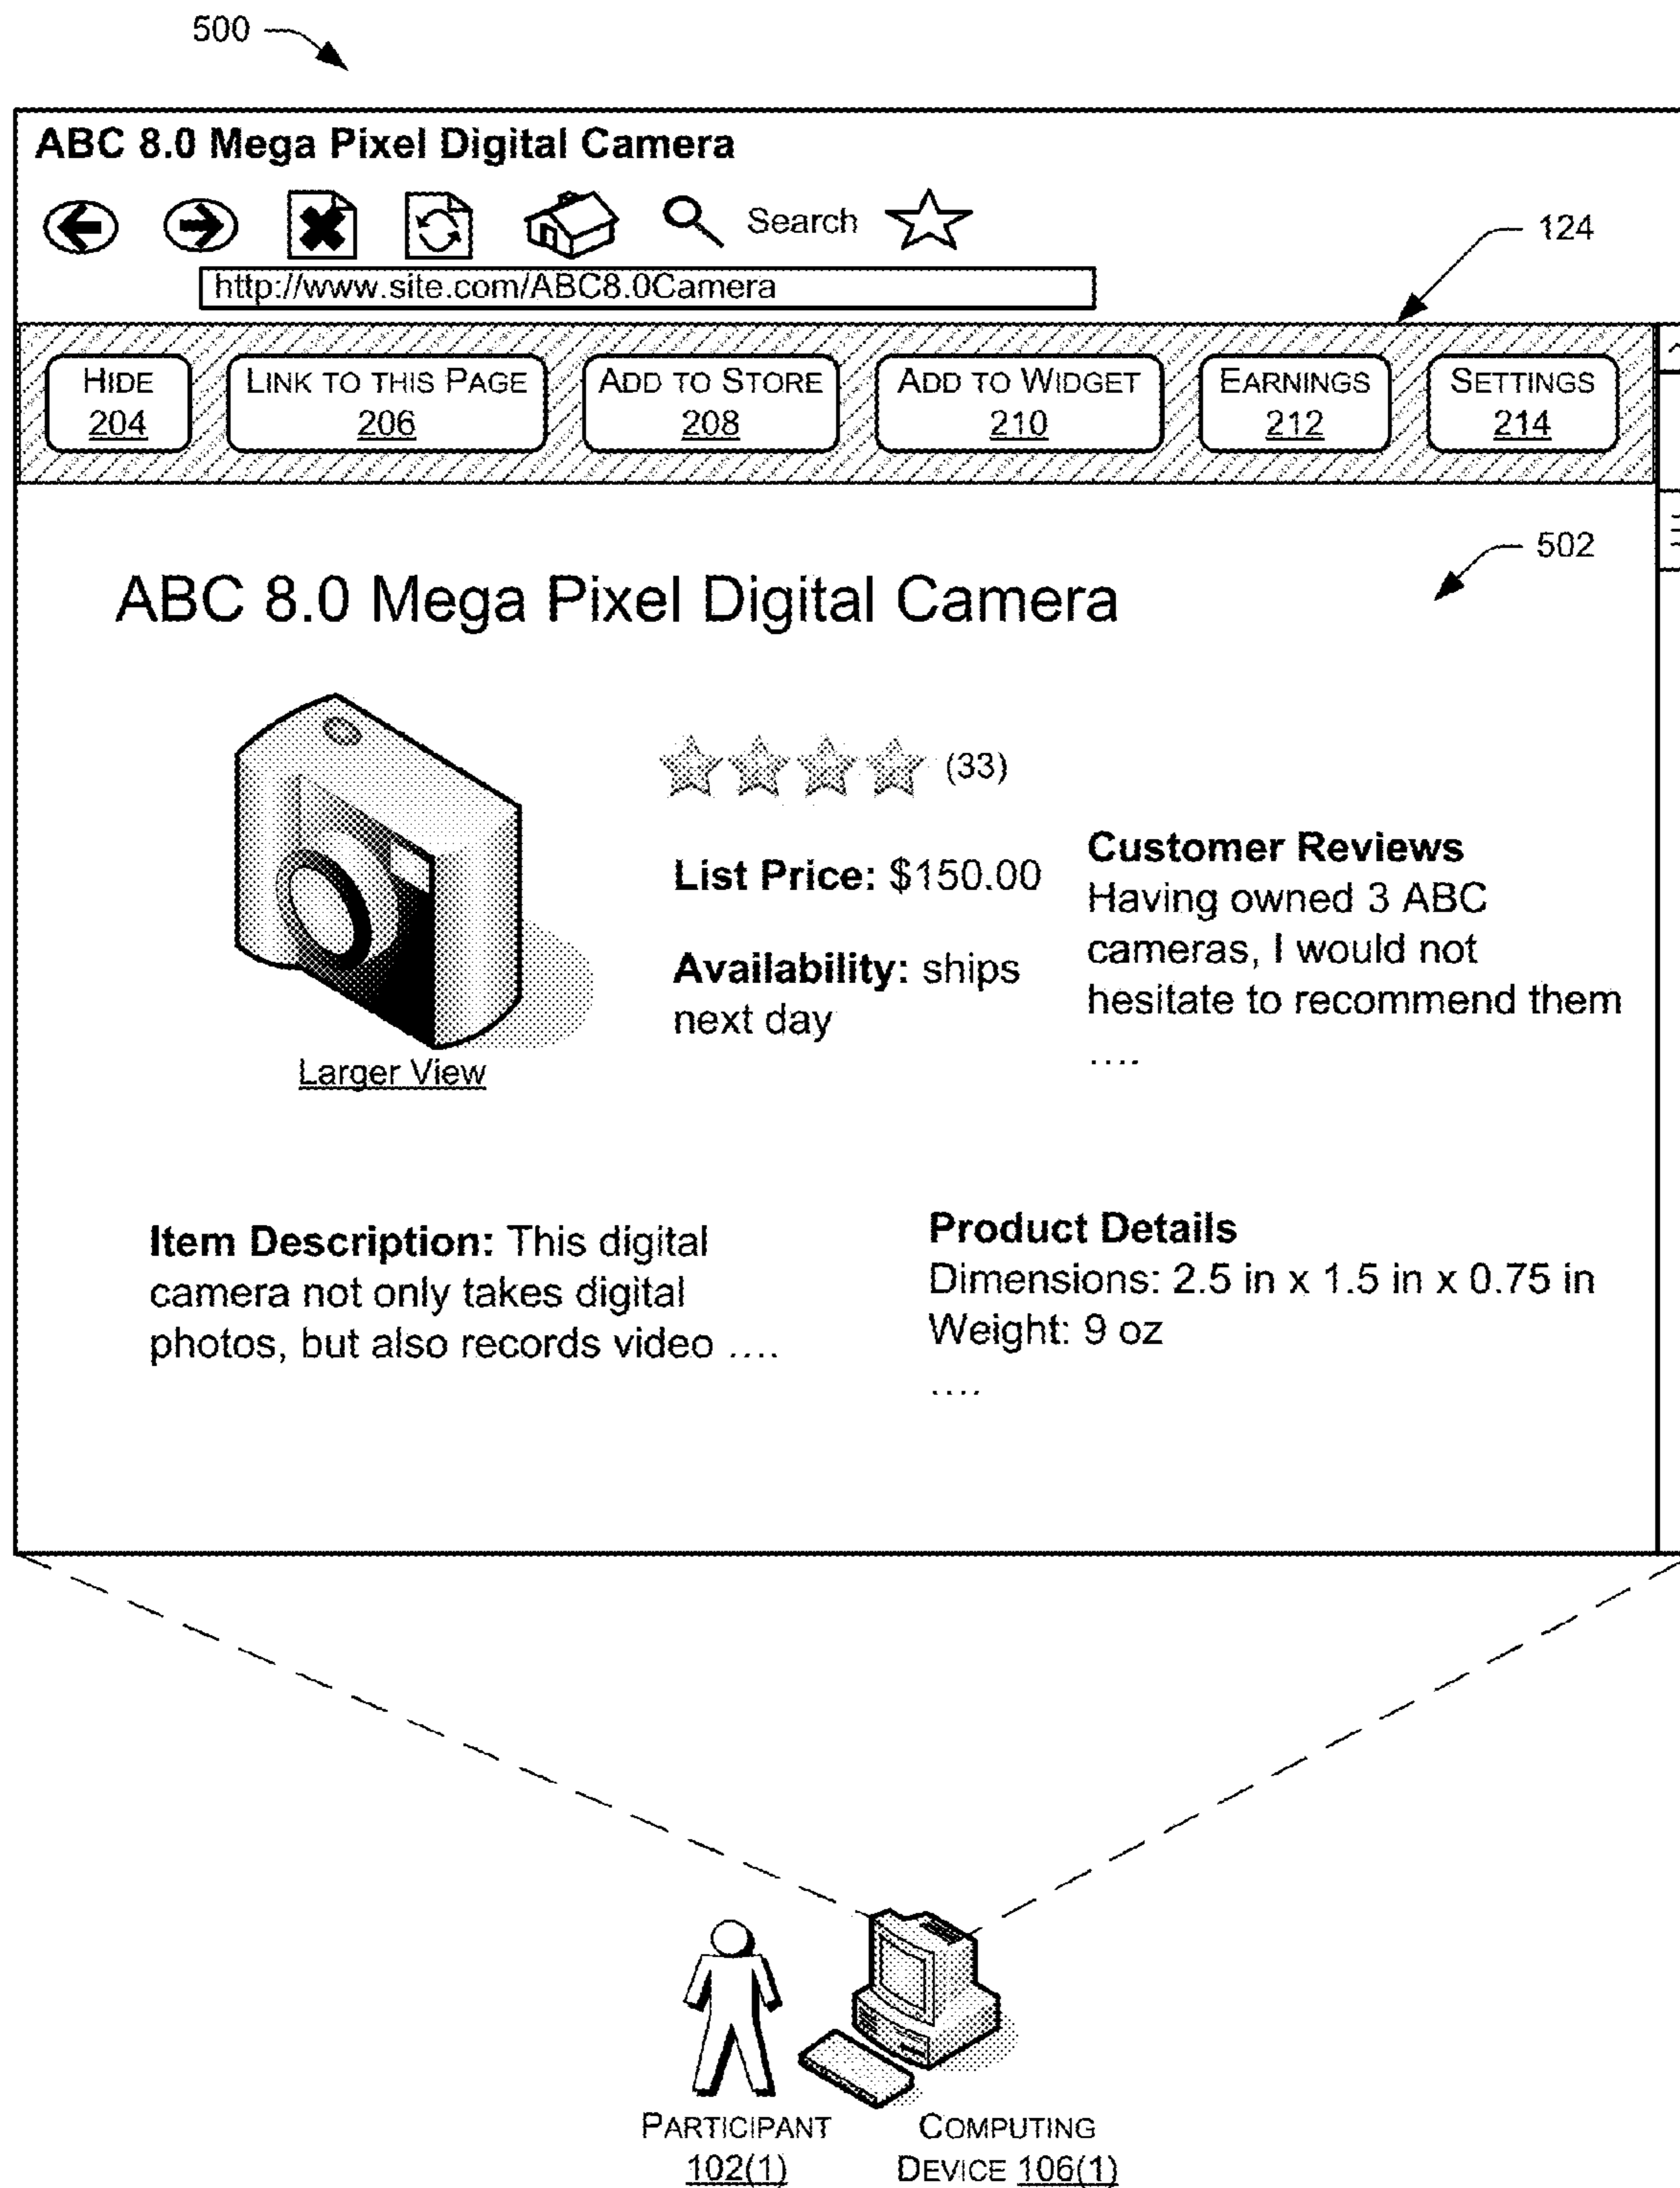 500
ABC 8.0 Mega Pixel Digital Camera
Search
124
http://www.site.com/ABC8.0Camera
HIDE
204
LINK TO THIS PAGE
206
ADD TO STORE
208
ADD TO WIDGET
210
EARNINGS
212
SETTINGS
214
502
ABC 8.0 Mega Pixel Digital Camera
(33)
List Price: $150.00
Availability: ships
next day
Customer Reviews
Having owned 3 ABC
cameras, I would not
hesitate to recommend them
....
Larger View
Item Description: This digital
camera not only takes digital
photos, but also records video ....
Product Details
Dimensions: 2.5 in x 1.5 in x 0.75 in
Weight: 9 oz
....
PARTICIPANT
102(1)
COMPUTING
DEVICE 106(1)